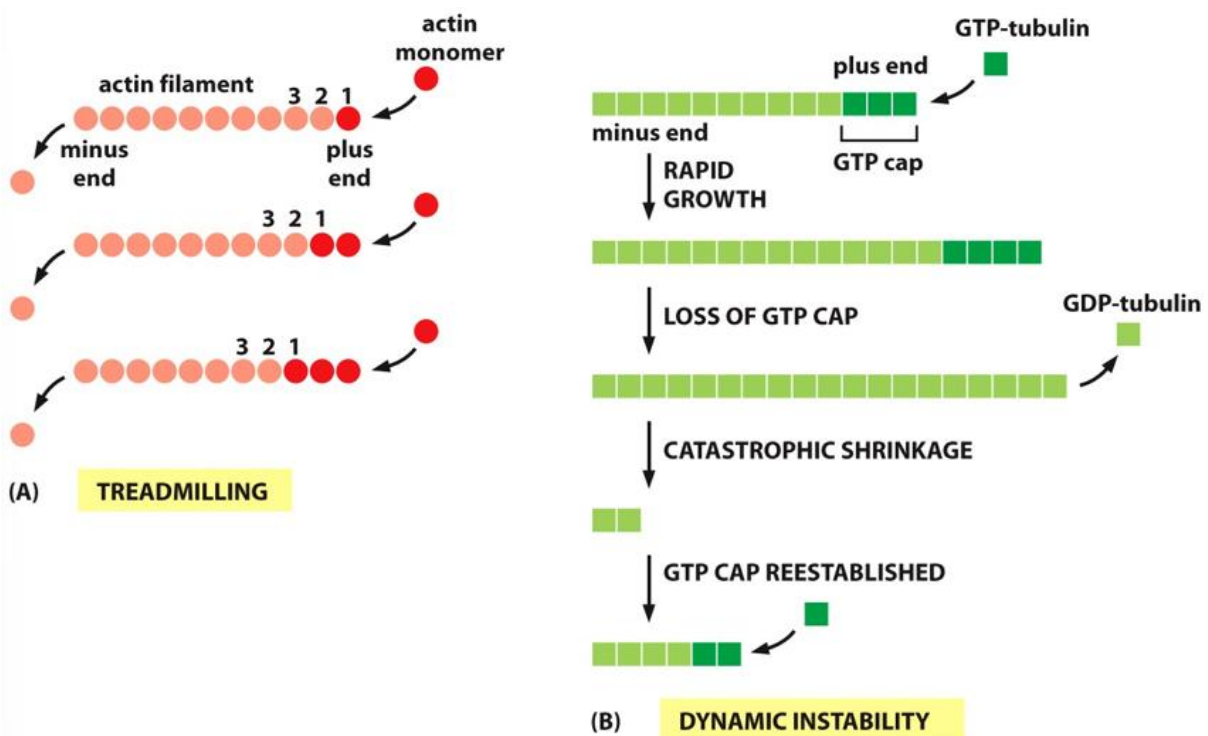 actin
monomer
actin filament
3 2 1
minus
end
plus
end
3 2 1
3 2 1
(A) TREADMILLING
GTP-tubulin
plus end
minus end
GTP cap
RAPID
GROWTH
LOSS OF GTP CAP
GDP-tubulin
CATASTROPHIC SHRINKAGE
GTP CAP REESTABLISHED
(B) DYNAMIC INSTABILITY